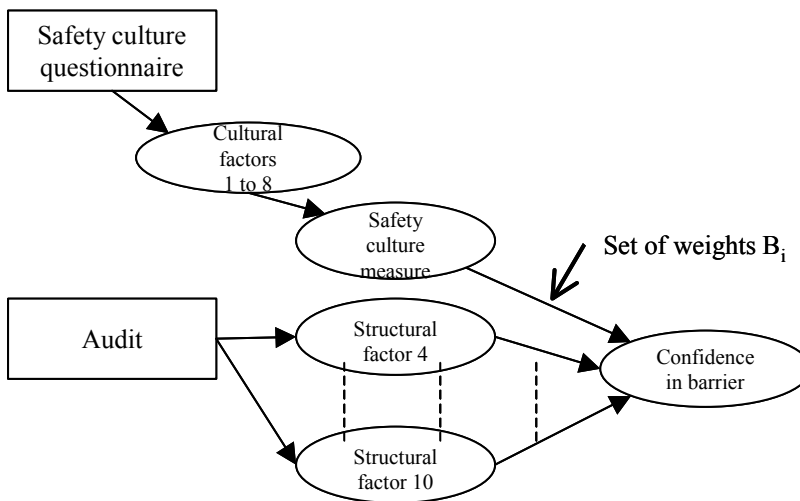 Safety culture
questionnaire
Cultural
factors
1 to 8
Safety
culture
measure
Set of weights Bi
Audit
Structural
factor 4
Confidence
in barrier
Structural
factor 10